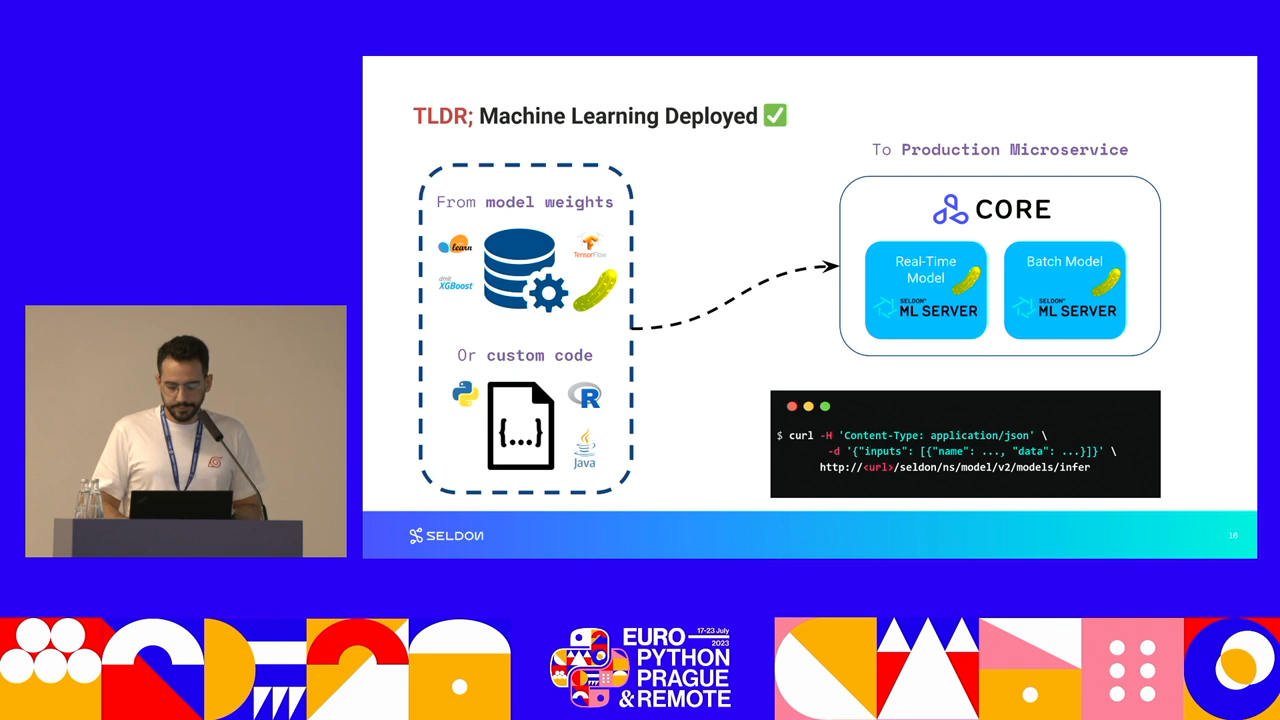 TLDR; Machine Learning Deployed
From model weights
learn
TensorFlow
dmlc
XGBoost
Or custom code
{...}
R
Java
To Production Microservice
CORE
Real-Time
Model
SELDON
ML SERVER
Batch Model
SELDON
ML SERVER
$ curl -H 'Content-Type: application/json' \
-d '{"inputs": [{"name": ..., "data": ...}]}' \
http://<url>/seldon/ns/model/v2/models/infer
SELDON
16
EURO 17-23 July
2023
PYTHON
PRAGUE
& REMOTE